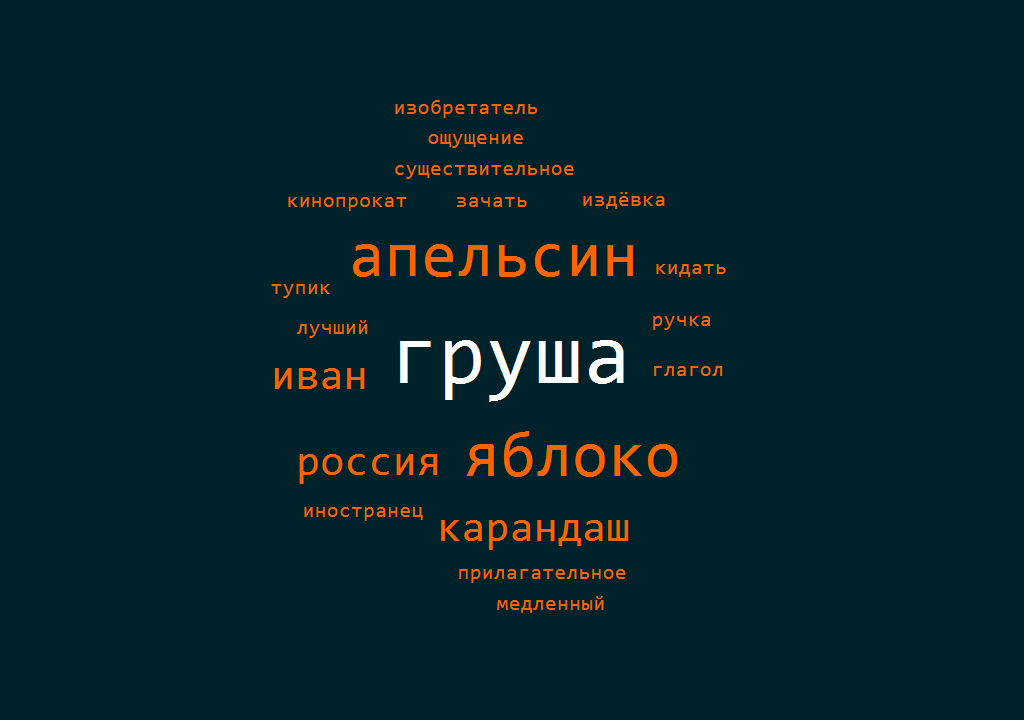 изобретатель
ощущение
существительное
кинопрокат зачать издёвка
апельсин кидать
тупик
лучший ручка
груша
иван глагол
россия яблоко
иностранец карандаш
прилагательное
медленный